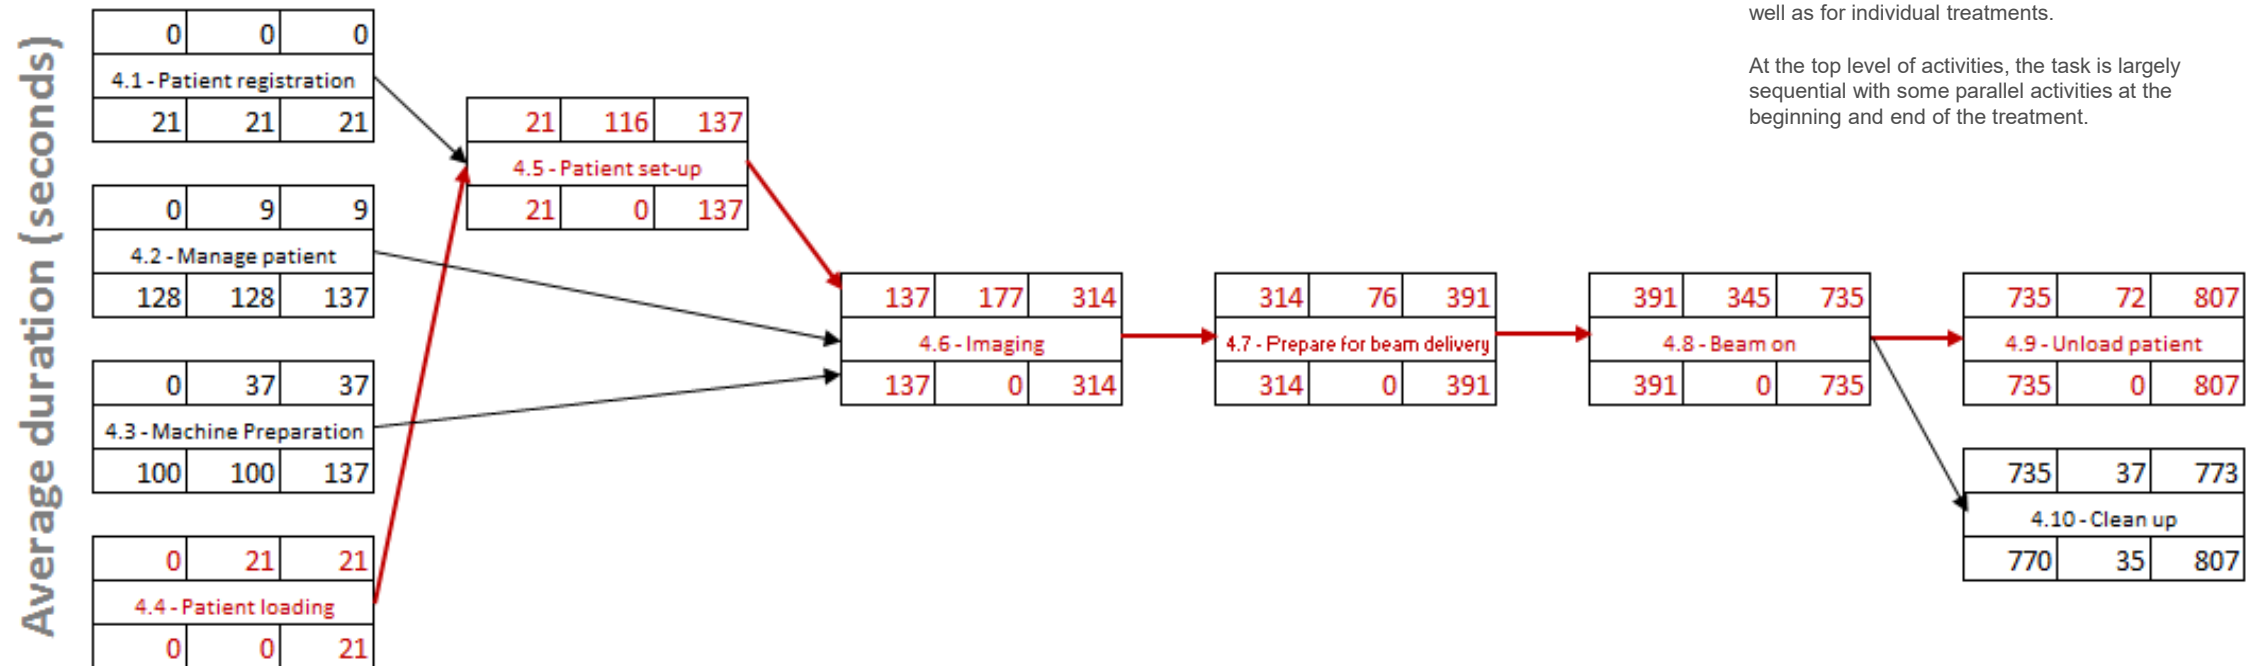 well as for individual treatments.
At the top level of activities, the task is largely
sequential with some parallel activities at the
beginning and end of the treatment.
Average duration (seconds)
0 0 0
4.1 - Patient registration
21 21 21
0 9 9
4.2 - Manage patient
128 128 137
0 37 37
4.3 - Machine Preparation
100 100 137
0 21 21
4.4 - Patient loading
0 0 21
21 116 137
4.5 - Patient set-up
21 0 137
137 177 314
4.6 - Imaging
137 0 314
314 76 391
4.7 - Prepare for beam delivery
314 0 391
391 345 735
4.8 - Beam on
391 0 735
735 72 807
4.9 - Unload patient
735 0 807
735 37 773
4.10 - Clean up
770 35 807